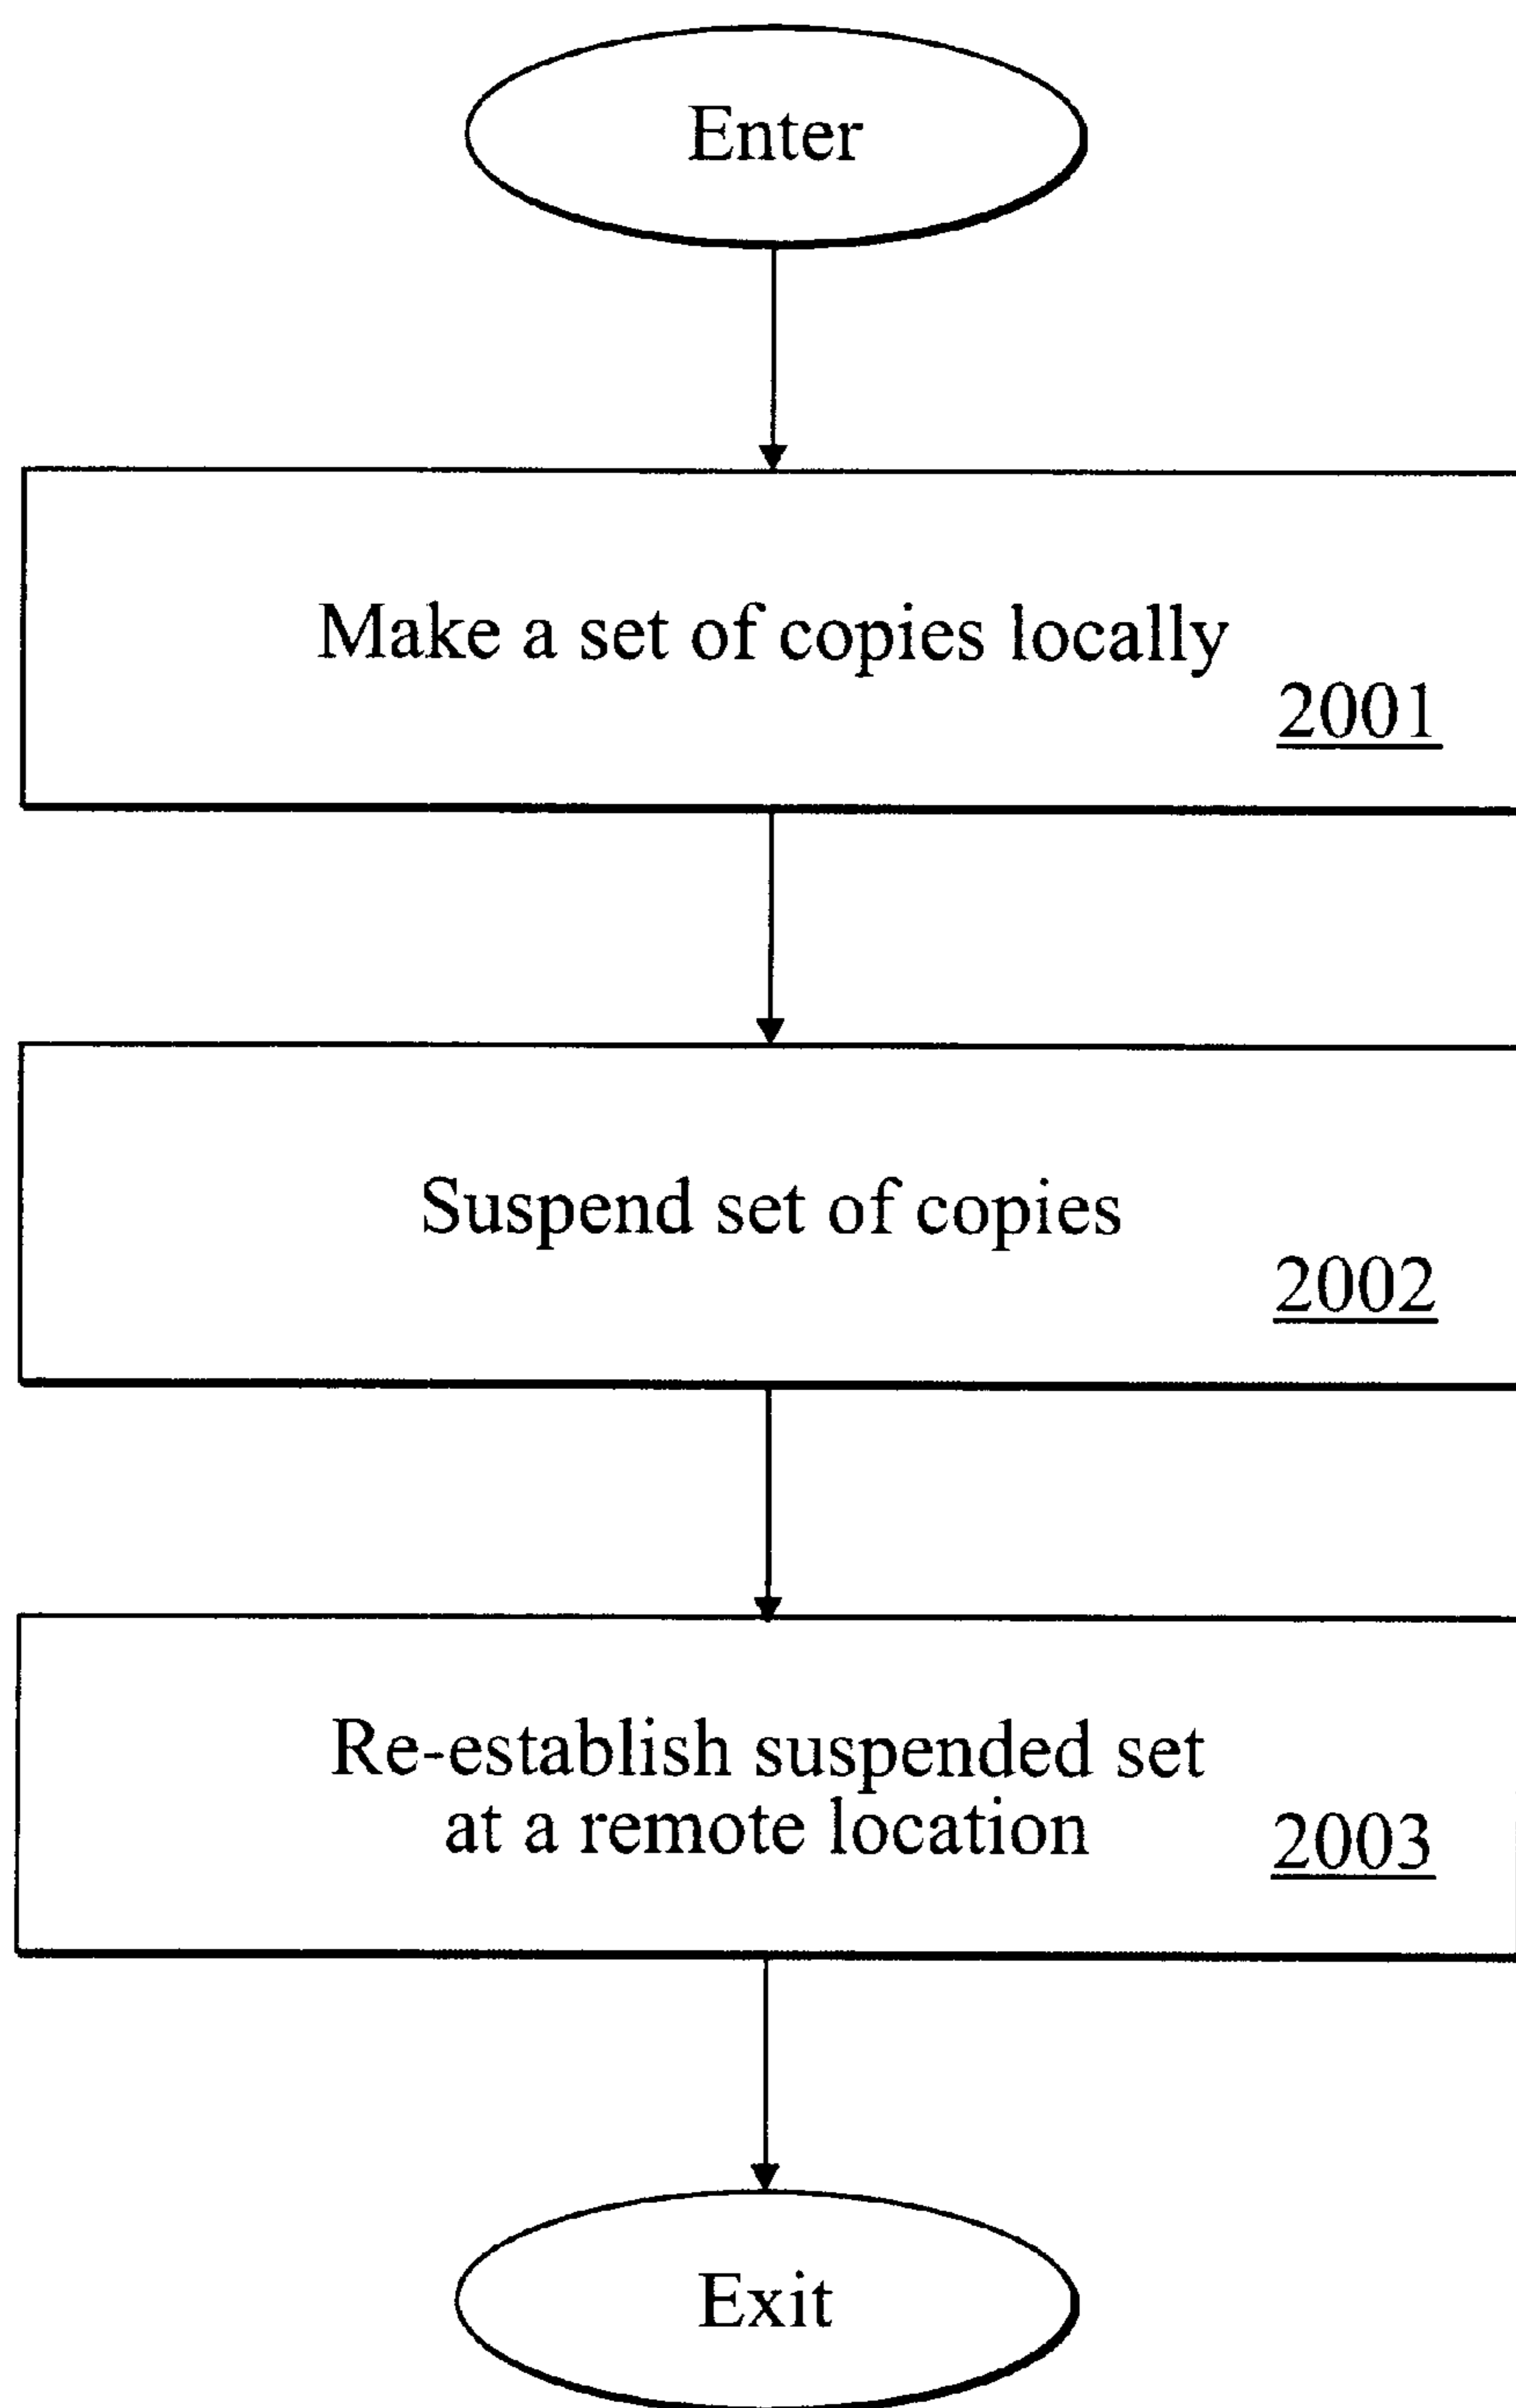 Enter
Make a set of copies locally
2001
Suspend set of copies
2002
Re-establish suspended set
at a remote location
2003
Exit